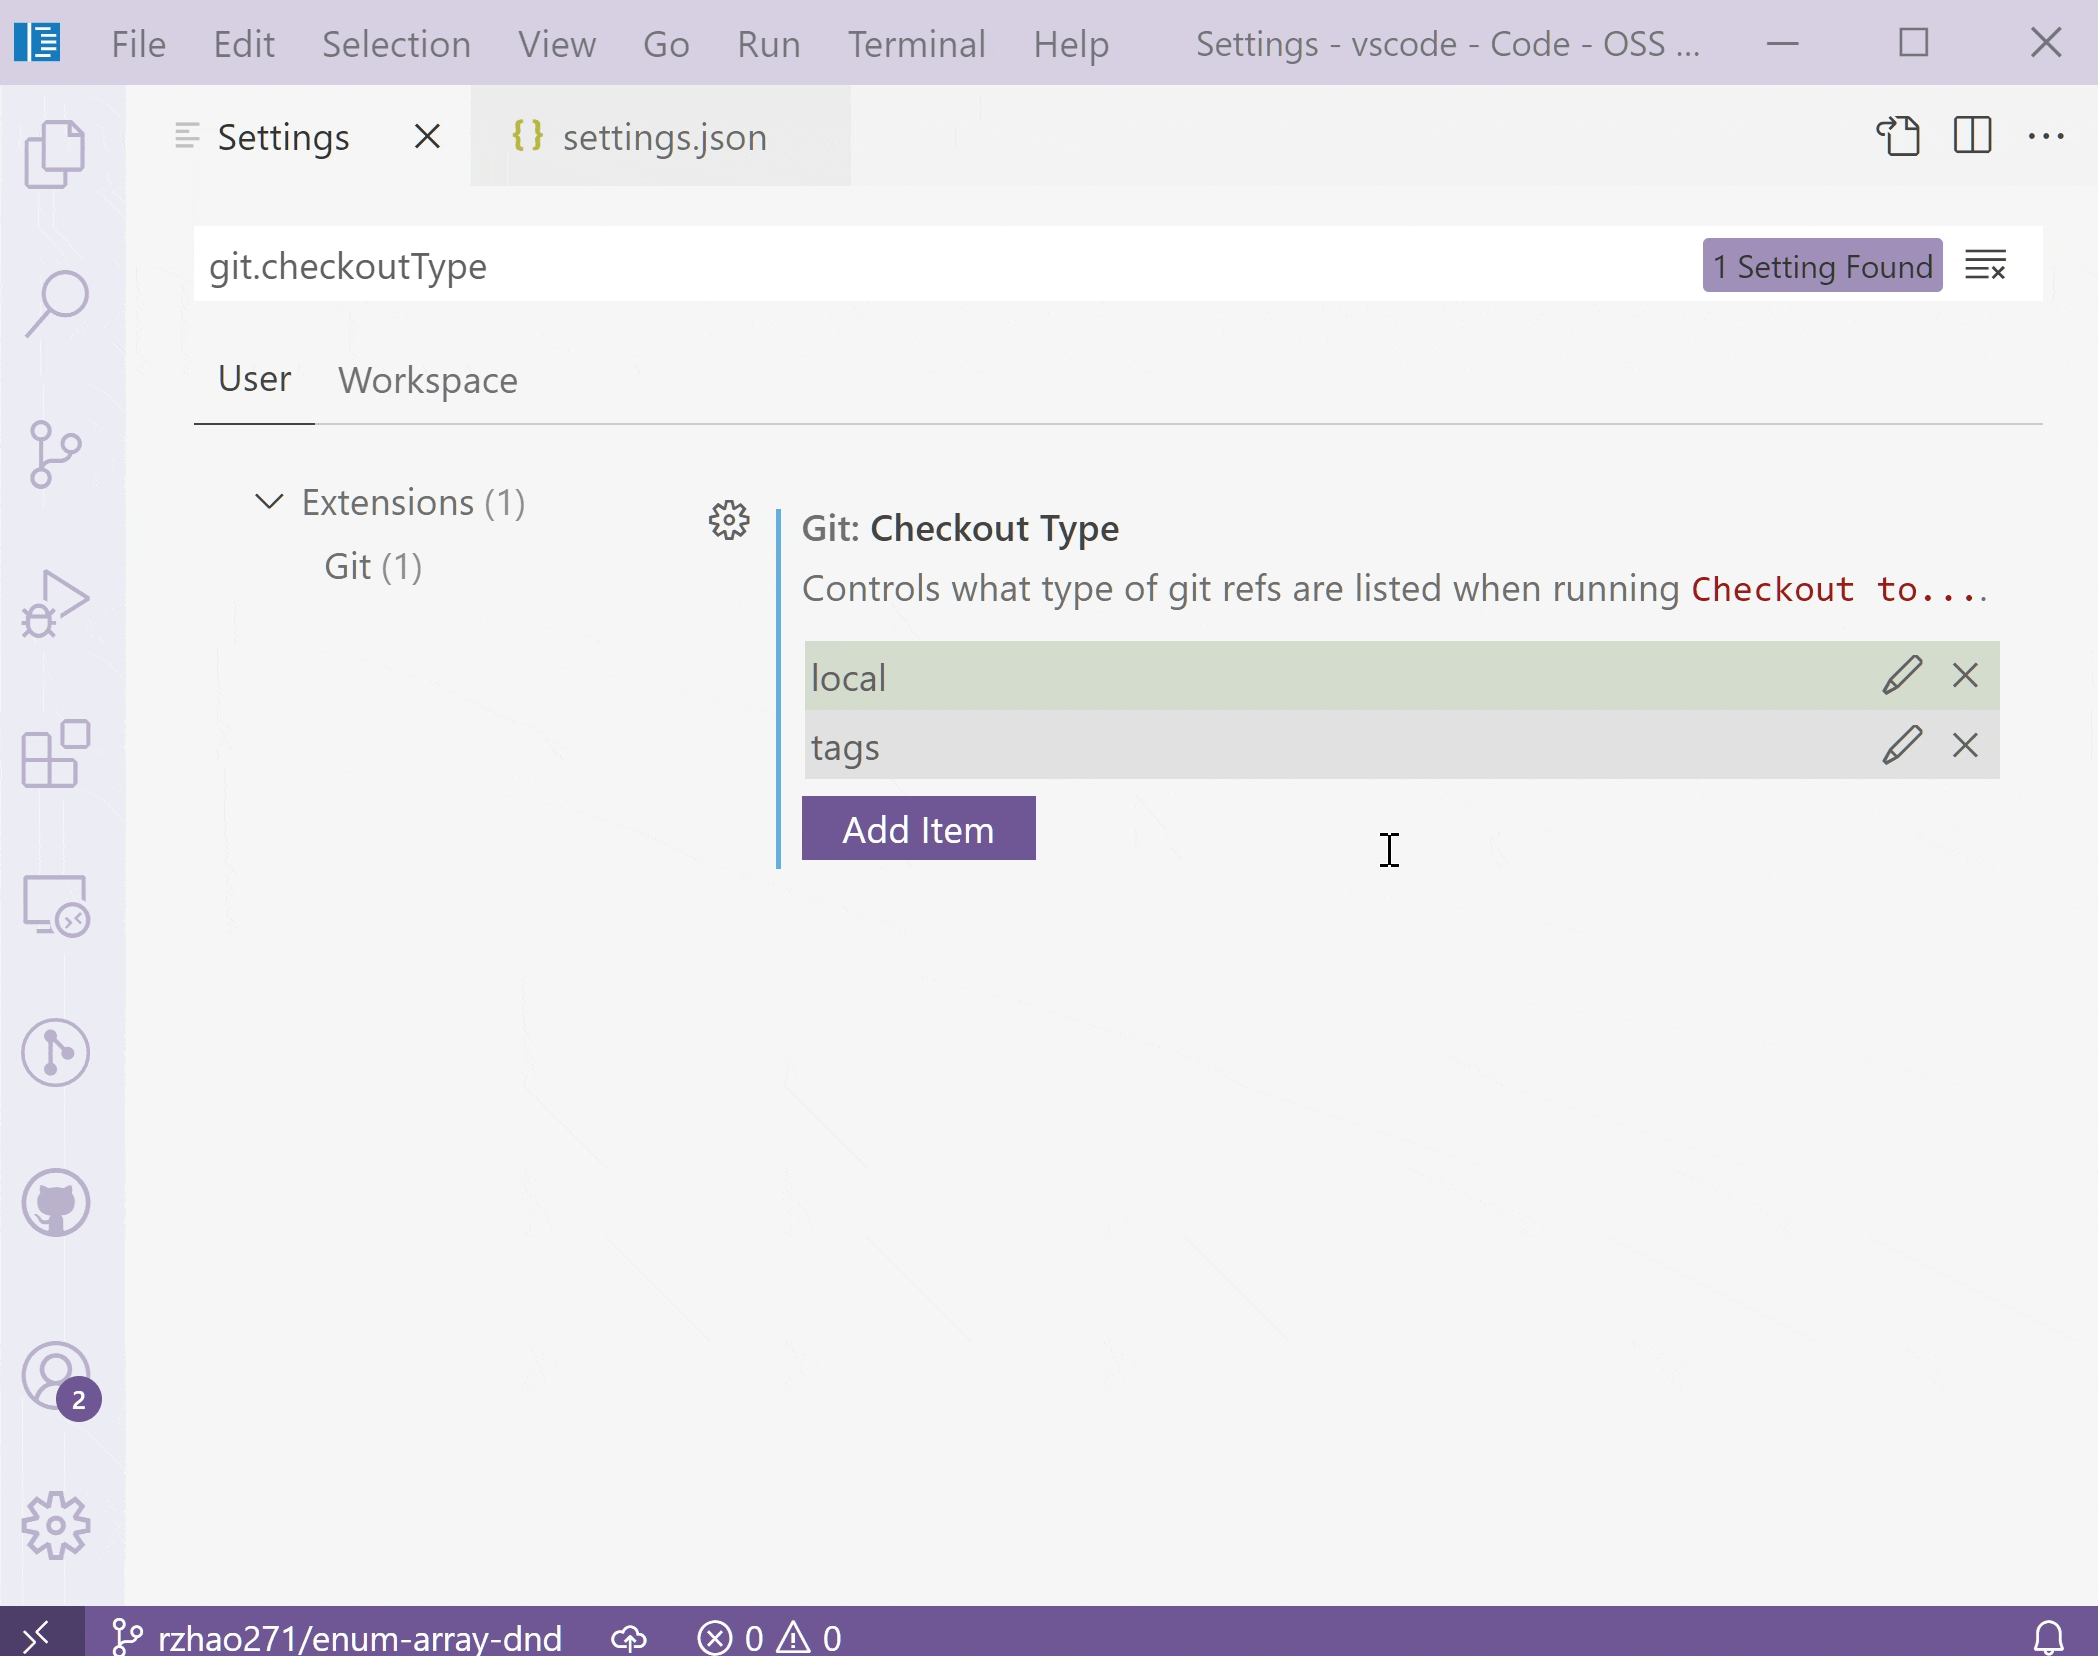 File Edit Selection View Go Run Terminal Help Settings - vscode - Code - OSS ...
Settings settings.json
git.checkoutType 1 Setting Found
User Workspace
Extensions (1)
Git (1)
Git: Checkout Type
Controls what type of git refs are listed when running Checkout to....
local
tags
Add Item
2
rzhao271/enum-array-dnd 0 0